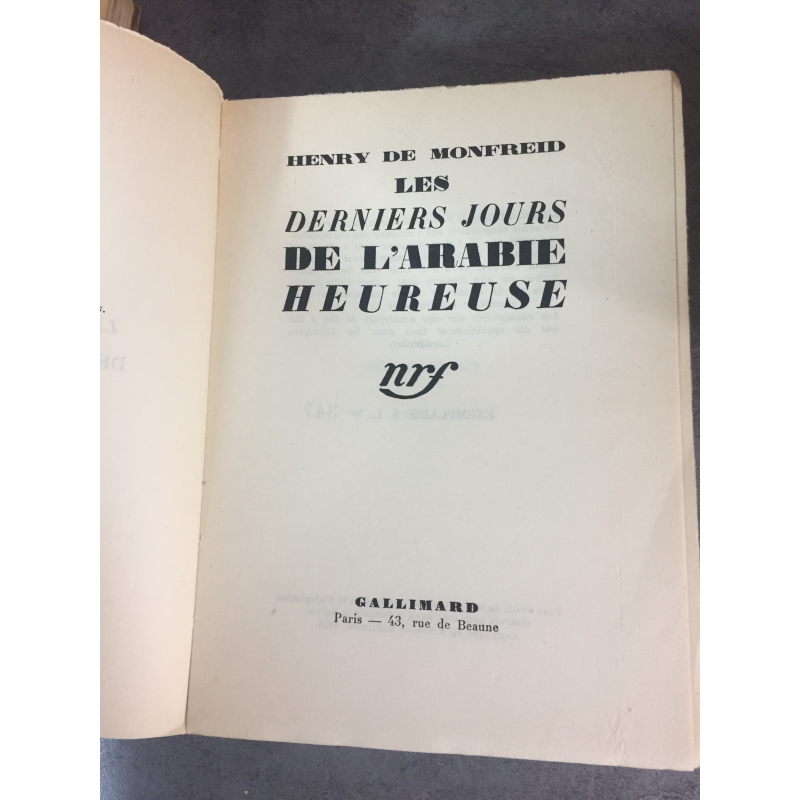 HENRY DE MONFREID
LES
DERNIERS JOURS
DE L'ARABIE
HEUREUSE
nrf
GALLIMARD
Paris — 43, rue de Beaune